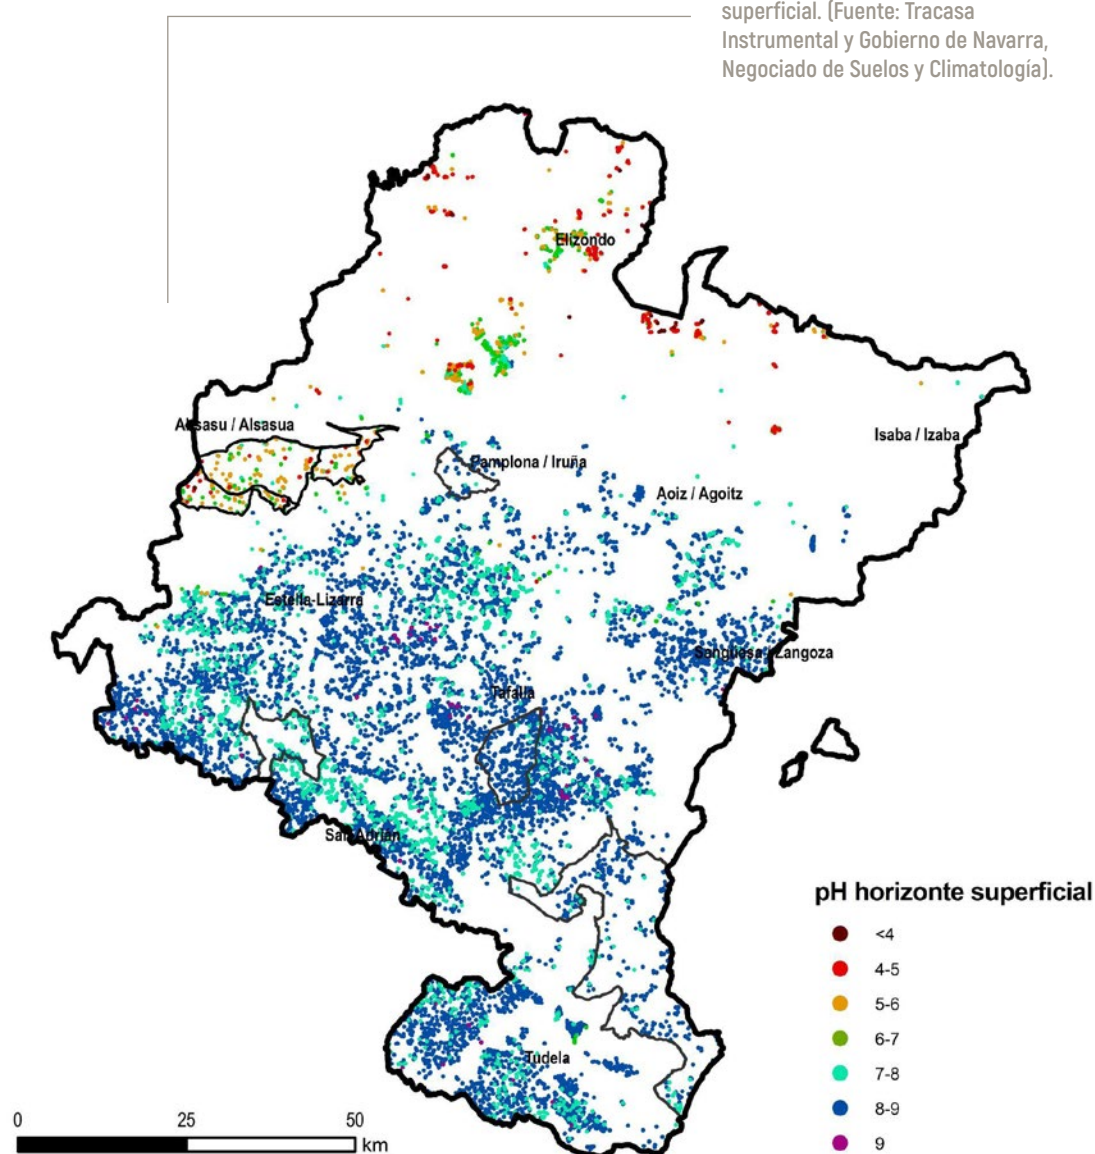 superficial. (Fuente: Tracasa
Instrumental y Gobierno de Navarra,
Negociado de Suelos y Climatología).
Elizondo
Altsasu / Alsasua
Isaba / Izaba
Pamplona / Iruña
Aoiz / Agoitz
Estella-Lizarra
Sangüesa / Zangoza
Tafalla
San Adrián
Tudela
pH horizonte superficial
<4
4-5
5-6
6-7
7-8
8-9
9
0 25 50
km